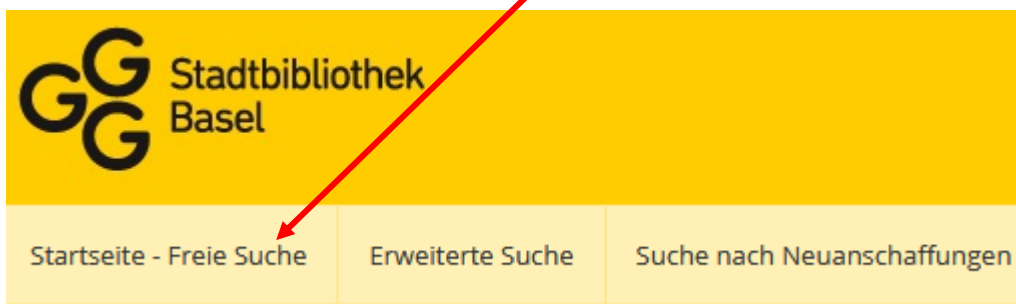 GGG
Stadtbibliothek
Basel
Startseite - Freie Suche
Erweiterte Suche
Suche nach Neuanschaffungen